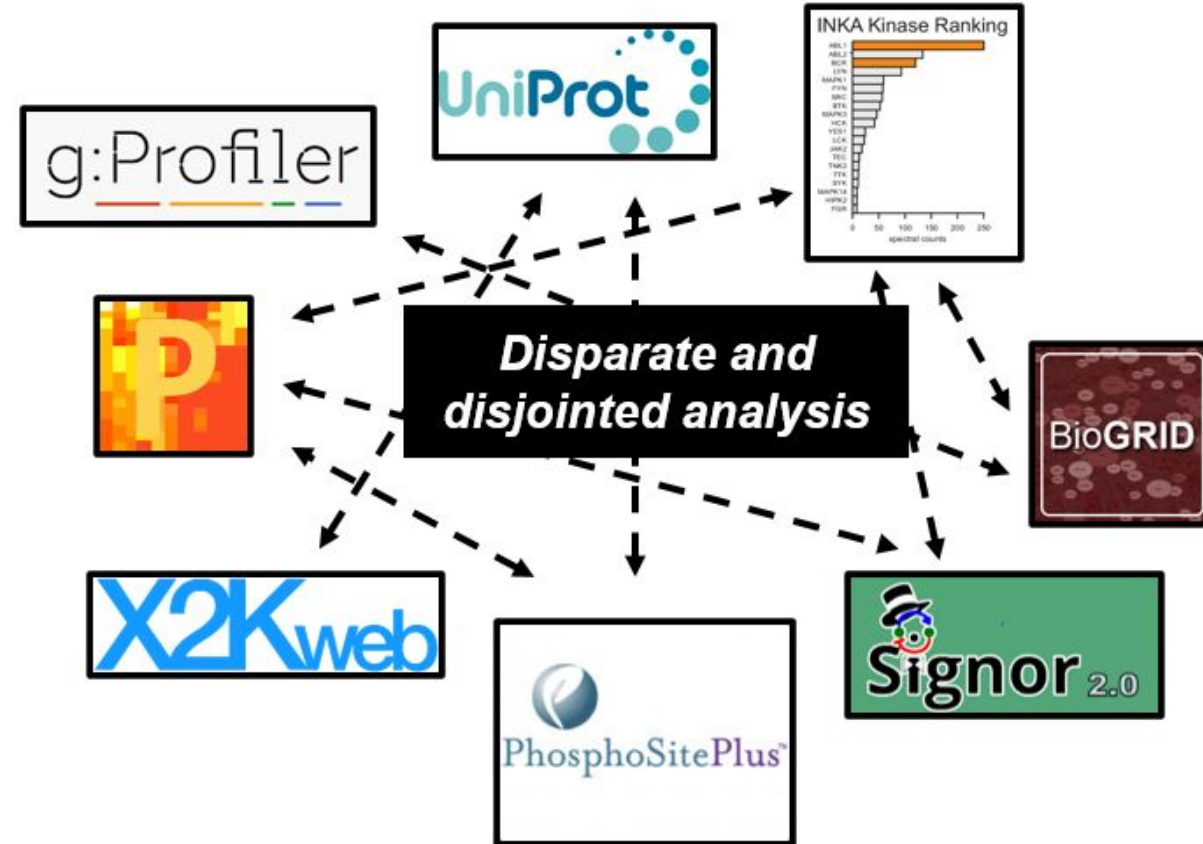 UniProt
INKA Kinase Ranking
ABL1
ABL2
BCR
LYN
MAPK1
FYN
SRC
BTK
MAPK3
HCK
YES1
LCK
JAK2
TEC
TNK2
TTK
SYK
MAPK14
HIPK2
FGR
0 50 100 150 200 250
spectral counts
g:Profiler
P
Disparate and
disjointed analysis
BioGRID
X2Kweb
PhosphoSitePlus™
Signor 2.0